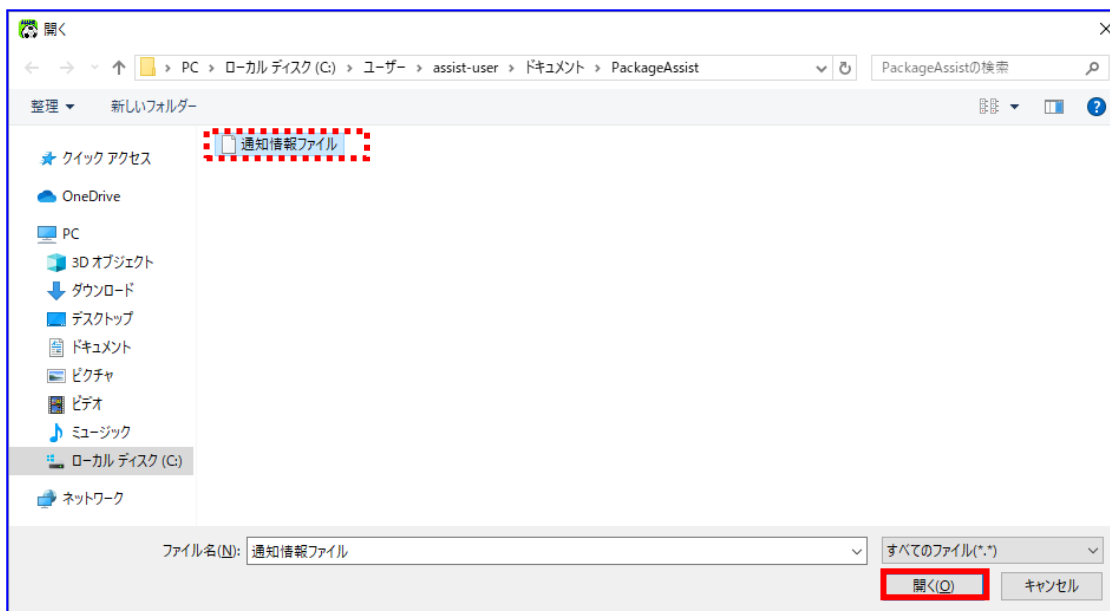 開く
PC › ローカル ディスク (C:) › ユーザー › assist-user › ドキュメント › PackageAssist
PackageAssistの検索
整理 新しいフォルダー
通知情報ファイル
クイック アクセス
OneDrive
PC
3D オブジェクト
ダウンロード
デスクトップ
ドキュメント
ピクチャ
ビデオ
ミュージック
ローカル ディスク (C:)
ネットワーク
ファイル名(N): 通知情報ファイル
すべてのファイル(*.*)
開く(O) キャンセル